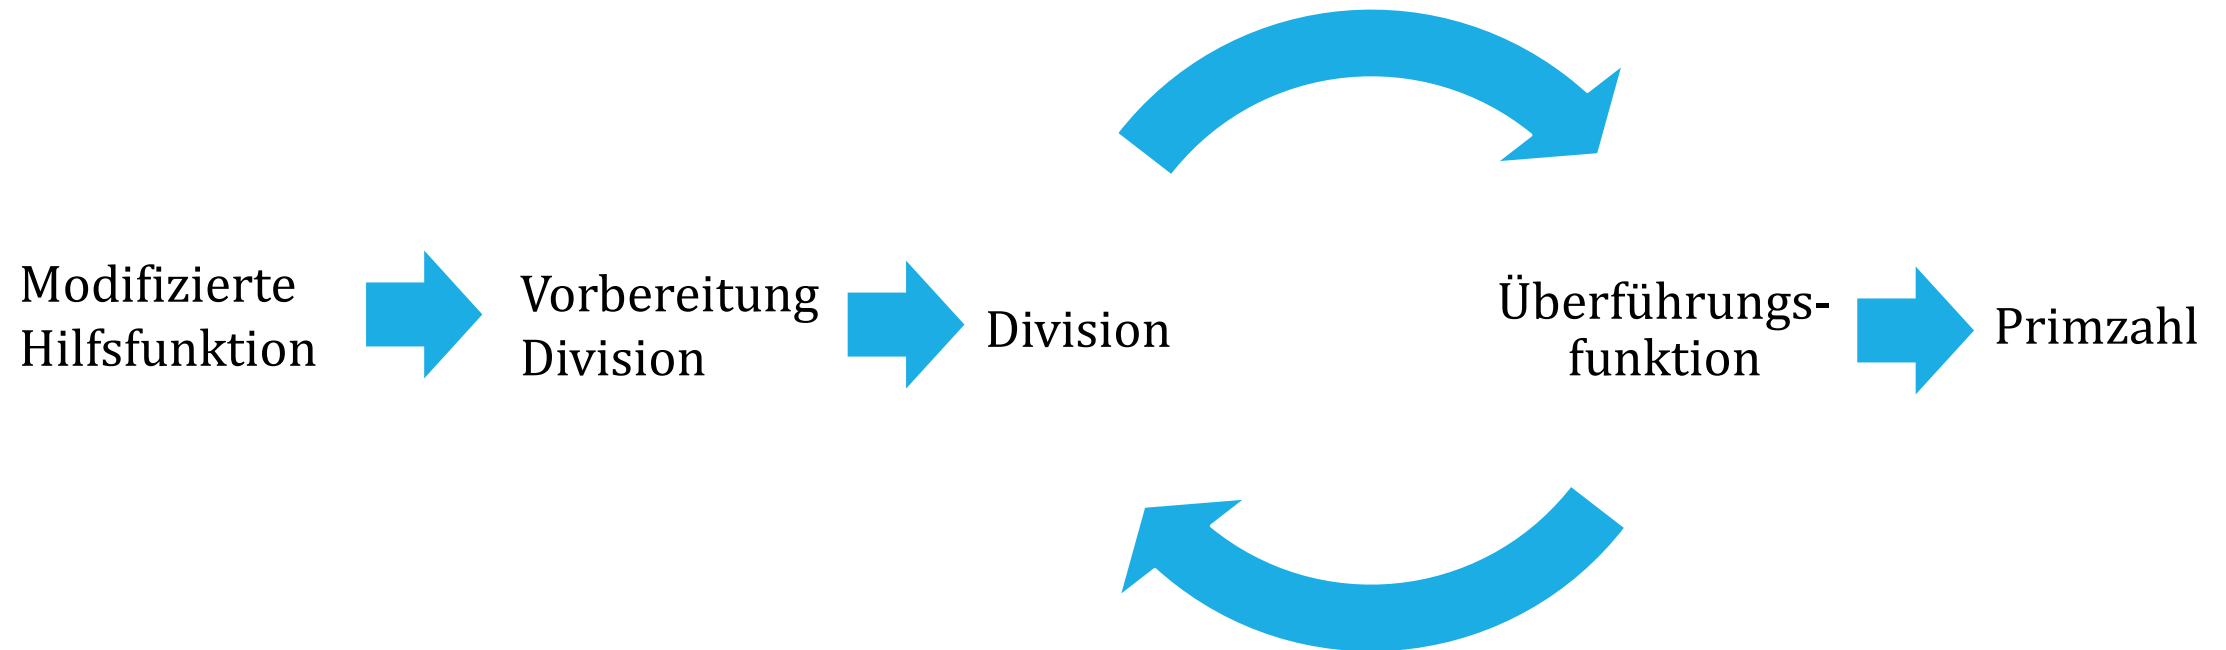 Modifizierte
Hilfsfunktion
Vorbereitung
Division
Division
Überführungs-
funktion
Primzahl